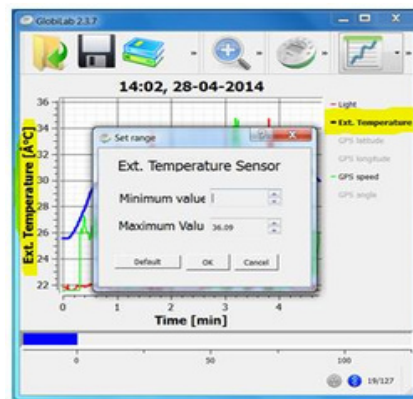 GlobiLab 2.3.7
14:02, 28-04-2014
Ext. Temperature [Å°C]
36
34
32
30
28
26
24
22
0
1
2
3
4
Time [min]
Light
Ext. Temperature
GPS latitude
GPS longitude
GPS speed
GPS angle
Set range
Ext. Temperature Sensor
Minimum value
Maximum Valu 36.09
Default OK Cancel
0 50 100
19/127